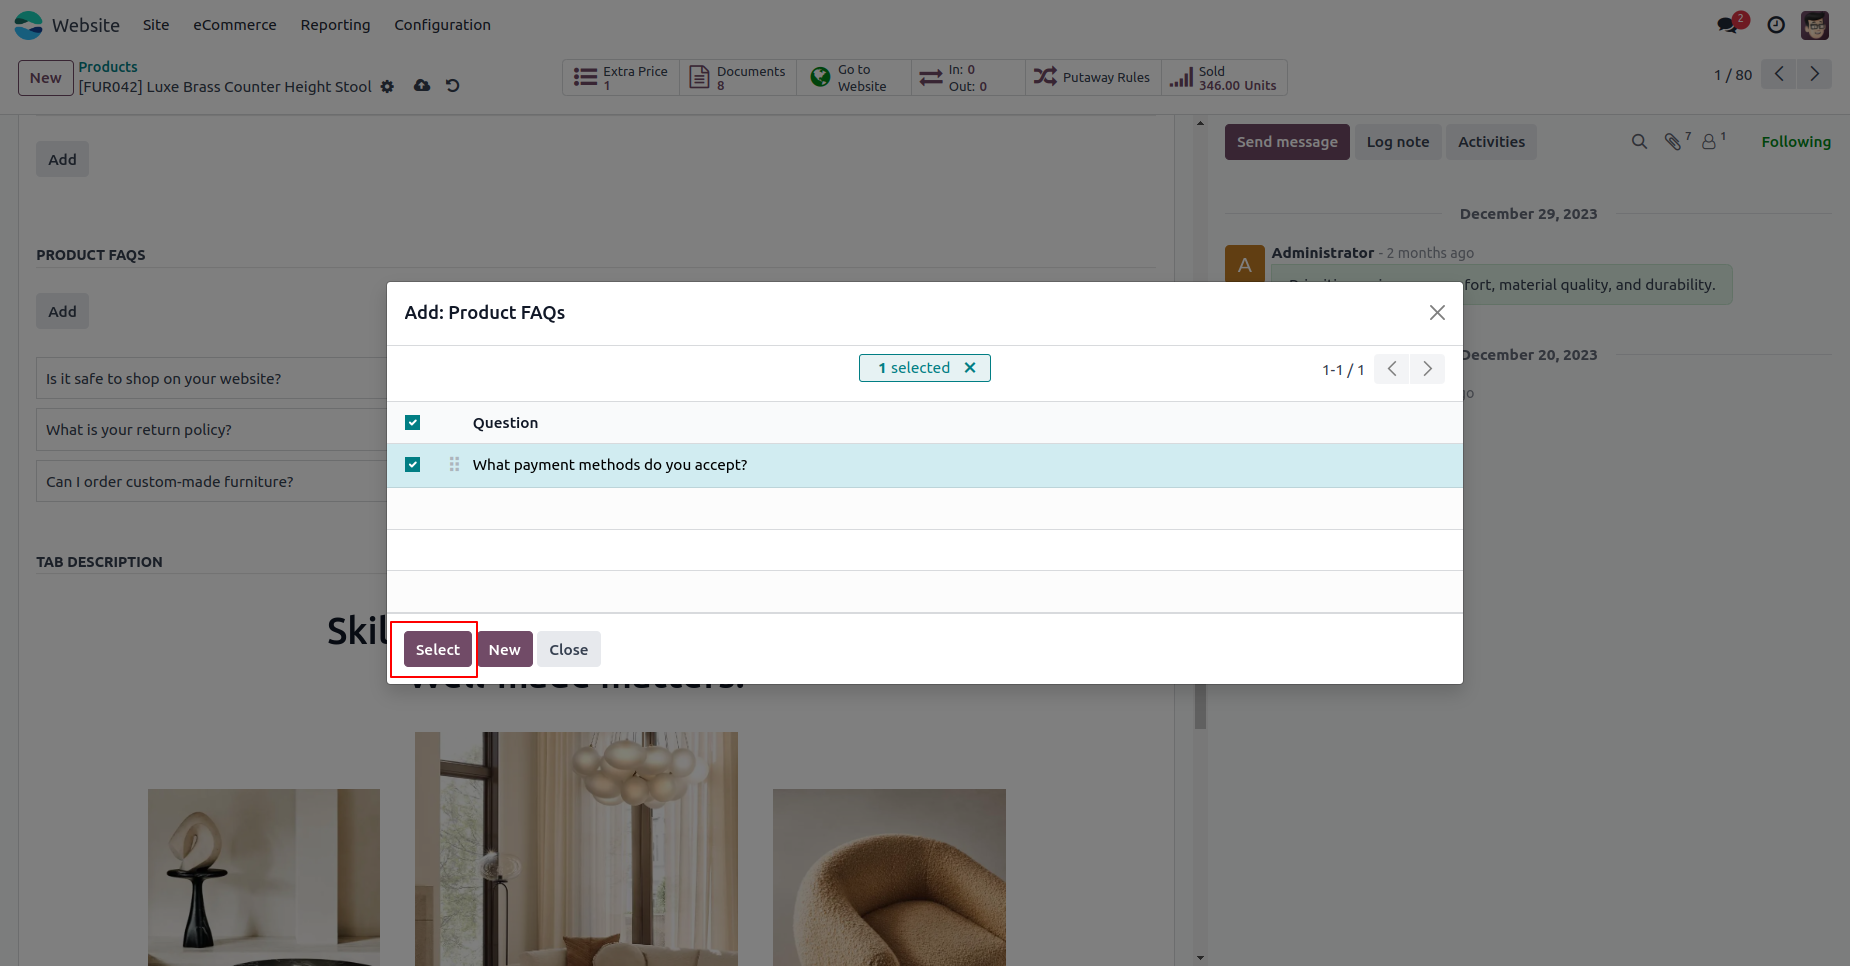 Website Site eCommerce Reporting Configuration 2
New Products
[FUR042] Luxe Brass Counter Height Stool
Extra Price 1
Documents 8
Go to Website
In: 0
Out: 0
Putaway Rules
Sold
346.00 Units
1 / 80
Add
Send message Log note Activities 7 1 Following
December 29, 2023
PRODUCT FAQS
A Administrator - 2 months ago
fort, material quality, and durability.
Add
Add: Product FAQs
December 20, 2023
1 selected
1-1 / 1
Is it safe to shop on your website?
What is your return policy?
Can I order custom-made furniture?
Question
What payment methods do you accept?
TAB DESCRIPTION
Select New Close